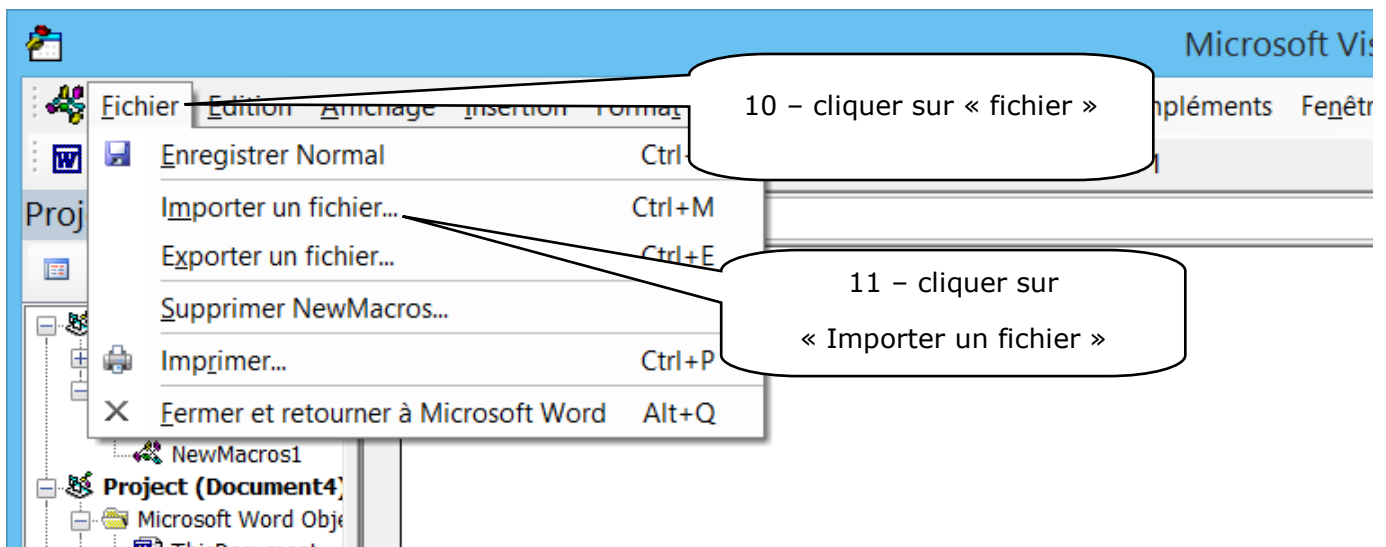 Microsoft Vis
Fichier Edition Affichage Insertion Format
10 – cliquer sur « fichier »
mpléments Fenêtr
Enregistrer Normal Ctrl+
Proj
Importer un fichier... Ctrl+M
Exporter un fichier... Ctrl+E
11 – cliquer sur
« Importer un fichier »
Supprimer NewMacros...
Imprimer... Ctrl+P
Fermer et retourner à Microsoft Word Alt+Q
NewMacros1
Project (Document4)
Microsoft Word Obje
ThisDocument